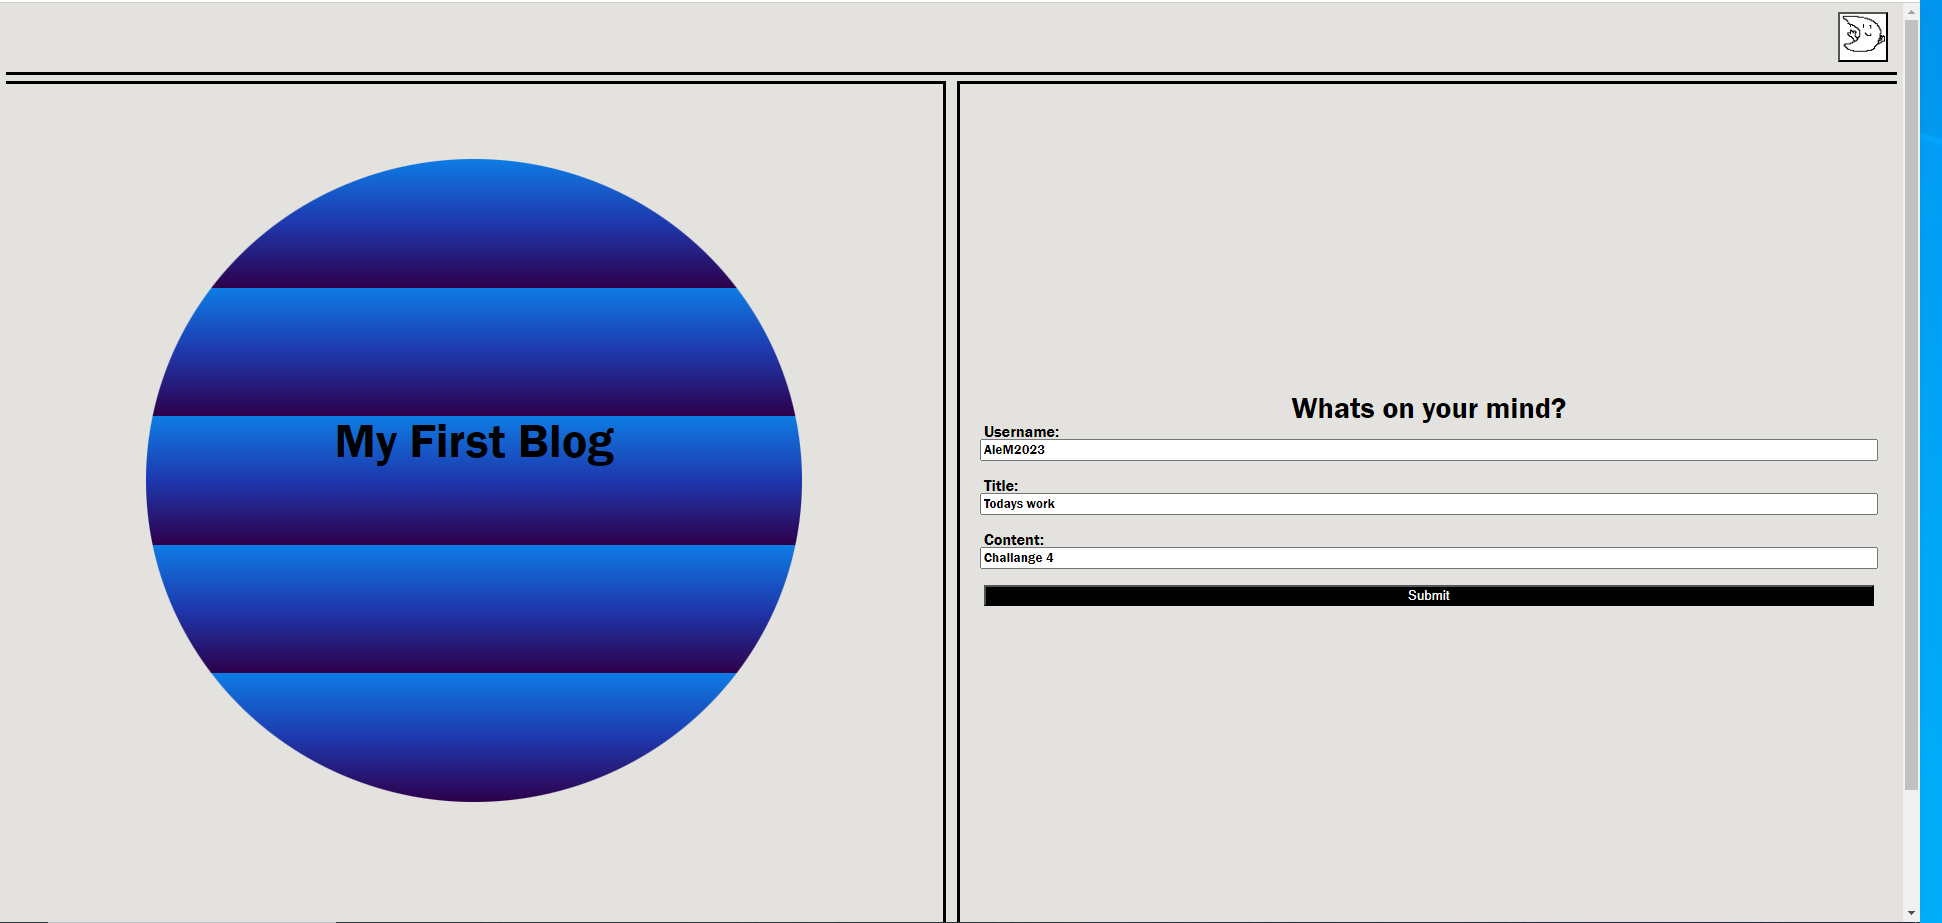 My First Blog
Whats on your mind?
Username:
AleM2023
Title:
Todays work
Content:
Challange 4
Submit